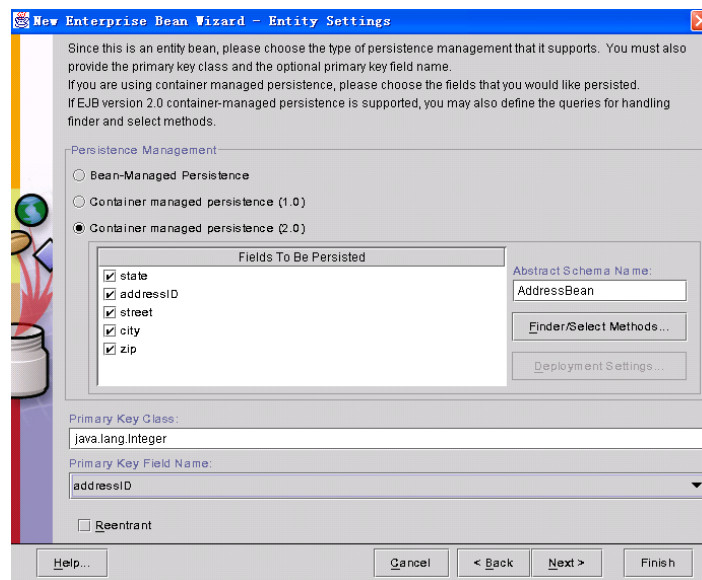 New Enterprise Bean Wizard - Entity Settings
Since this is an entity bean, please choose the type of persistence management that it supports. You must also
provide the primary key class and the optional primary key field name.
If you are using container managed persistence, please choose the fields that you would like persisted.
If EJB version 2.0 container-managed persistence is supported, you may also define the queries for handling
finder and select methods.
Persistence Management
Bean-Managed Persistence
Container managed persistence (1.0)
Container managed persistence (2.0)
Fields To Be Persisted
state
addressID
street
city
zip
Abstract Schema Name:
AddressBean
Finder/Select Methods...
Deployment Settings...
Primary Key Class:
java.lang.Integer
Primary Key Field Name:
addressID
Reentrant
Help...
Cancel
< Back
Next >
Finish